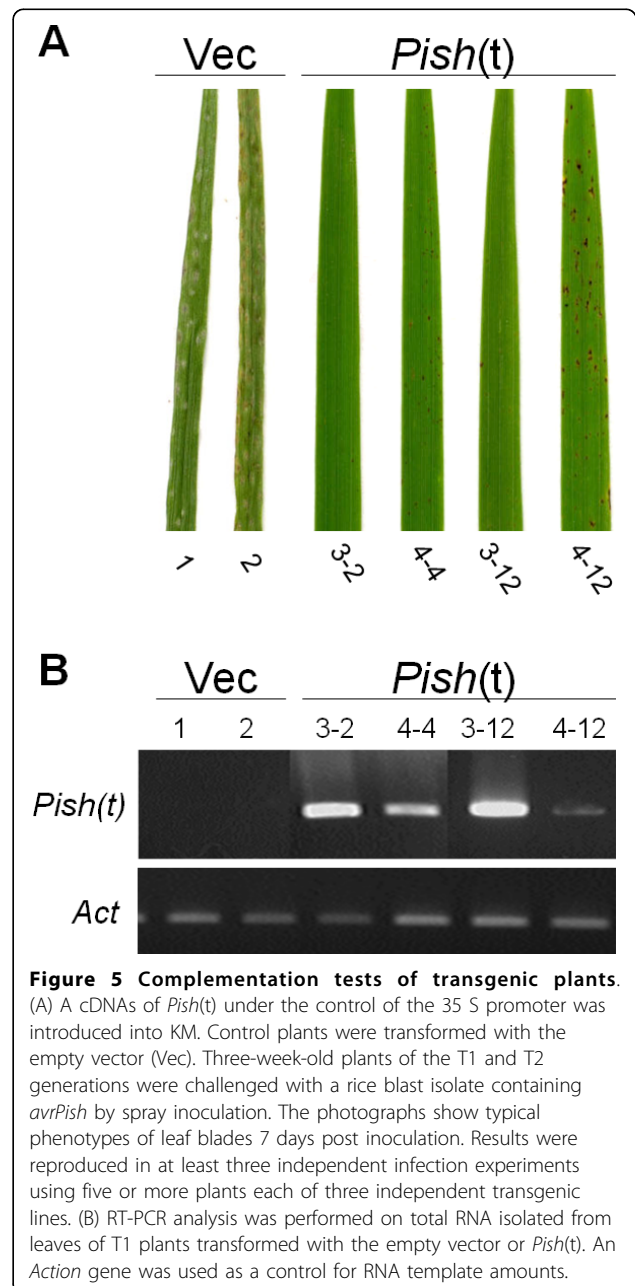 A
Vec Pish(t)
1 2 3-2 4-4 3-12 4-12
B
Vec Pish(t)
1 2 3-2 4-4 3-12 4-12
Pish(t)
Act
Figure 5 Complementation tests of transgenic plants.
(A) A cDNAs of Pish(t) under the control of the 35 S promoter was
introduced into KM. Control plants were transformed with the
empty vector (Vec). Three-week-old plants of the T1 and T2
generations were challenged with a rice blast isolate containing
avrPish by spray inoculation. The photographs show typical
phenotypes of leaf blades 7 days post inoculation. Results were
reproduced in at least three independent infection experiments
using five or more plants each of three independent transgenic
lines. (B) RT-PCR analysis was performed on total RNA isolated from
leaves of T1 plants transformed with the empty vector or Pish(t). An
Action gene was used as a control for RNA template amounts.